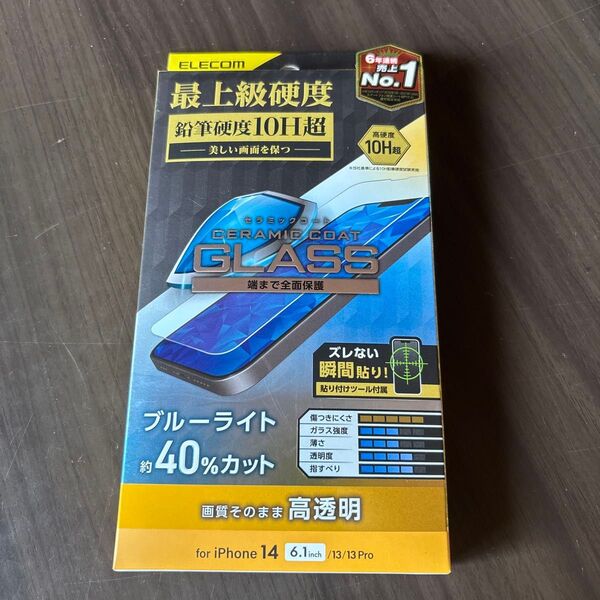 ELECOM
6年連続
売上
No.1
最上級硬度
鉛筆硬度10H超
美しい画面を保つ
高硬度
10H超
セラミックコート
CERAMIC COAT
GLASS
端まで全面保護
ズレない
瞬間貼り!
貼り付けツール付属
ブルーライト
約40%カット
傷つきにくさ
ガラス強度
薄さ
透明度
指すべり
画質そのまま 高透明
for iPhone 14 6.1inch /13/13 Pro